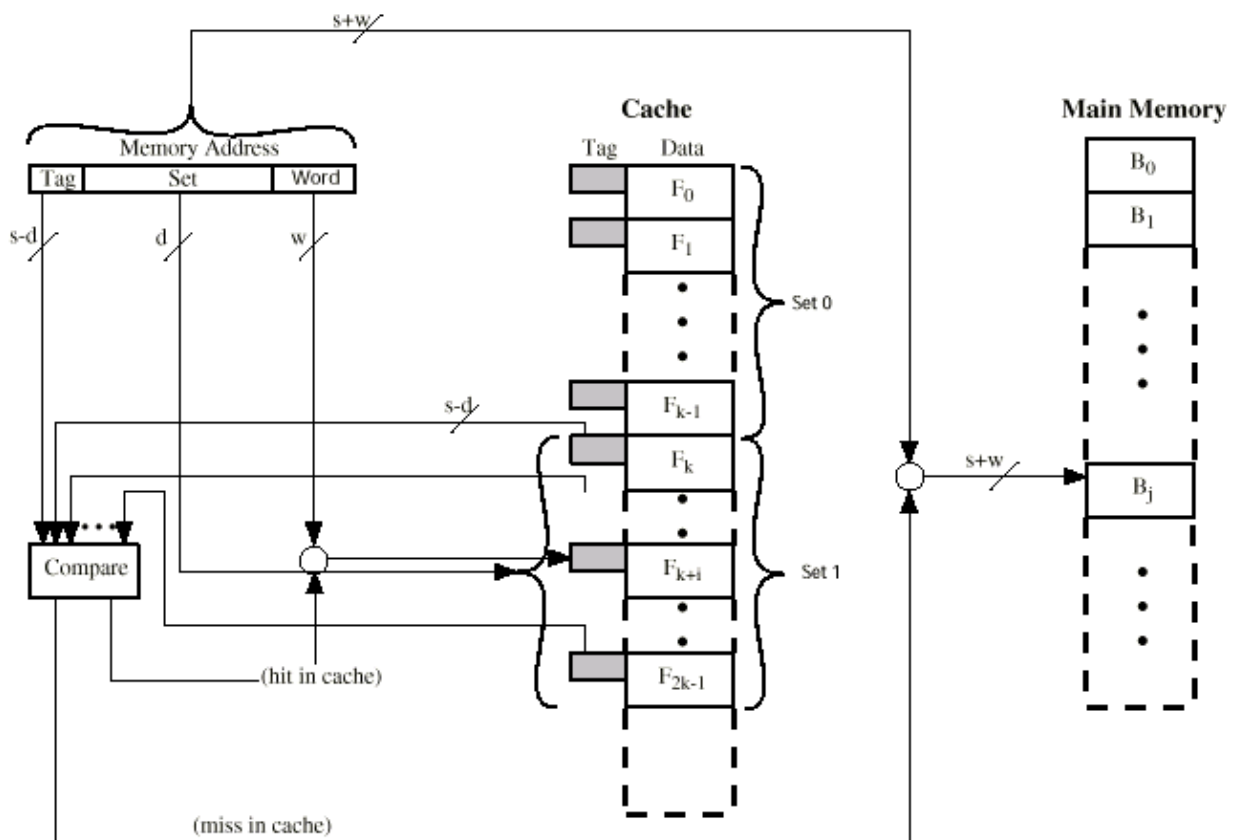 s+w
Cache
Main Memory
Memory Address
Tag Data
Tag Set Word
F0
B0
F1
B1
s-d d w
Set 0
Fk-1
s-d
Fk
s+w
Bj
Compare
Fk+i
Set 1
(hit in cache)
F2k-1
(miss in cache)